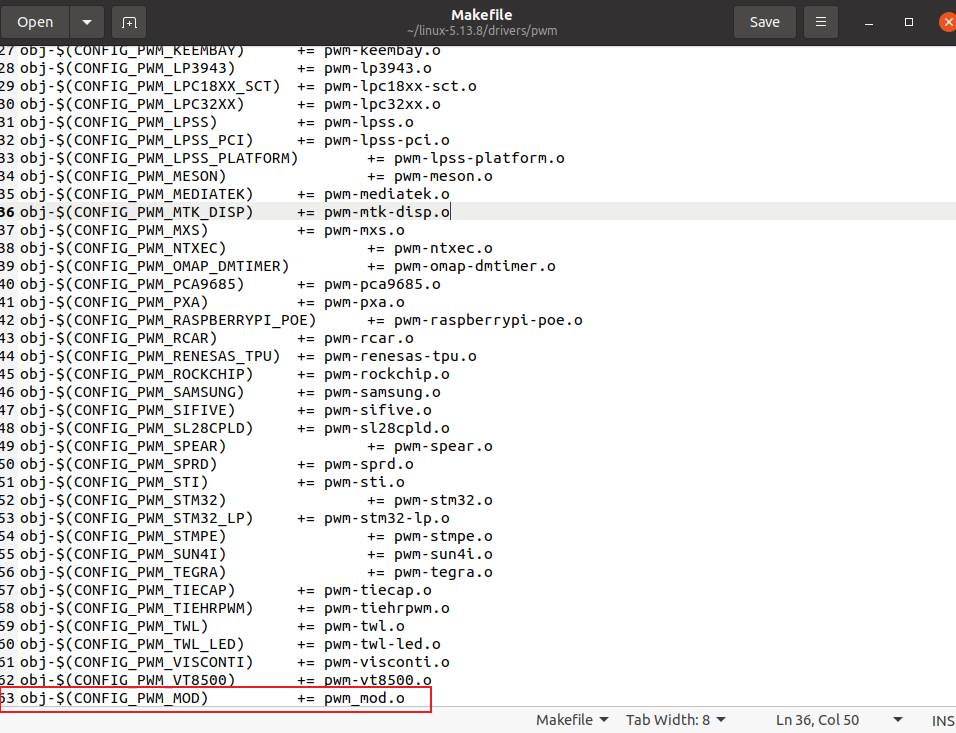 Open
Makefile
~/linux-5.13.8/drivers/pwm
Save
27 obj-$(CONFIG_PWM_KEEMBAY) += pwm-keembay.o
28 obj-$(CONFIG_PWM_LP3943) += pwm-lp3943.o
29 obj-$(CONFIG_PWM_LPC18XX_SCT) += pwm-lpc18xx-sct.o
30 obj-$(CONFIG_PWM_LPC32XX) += pwm-lpc32xx.o
31 obj-$(CONFIG_PWM_LPSS) += pwm-lpss.o
32 obj-$(CONFIG_PWM_LPSS_PCI) += pwm-lpss-pci.o
33 obj-$(CONFIG_PWM_LPSS_PLATFORM) += pwm-lpss-platform.o
34 obj-$(CONFIG_PWM_MESON) += pwm-meson.o
35 obj-$(CONFIG_PWM_MEDIATEK) += pwm-mediatek.o
36 obj-$(CONFIG_PWM_MTK_DISP) += pwm-mtk-disp.o
37 obj-$(CONFIG_PWM_MXS) += pwm-mxs.o
38 obj-$(CONFIG_PWM_NTXEC) += pwm-ntxec.o
39 obj-$(CONFIG_PWM_OMAP_DMTIMER) += pwm-omap-dmtimer.o
40 obj-$(CONFIG_PWM_PCA9685) += pwm-pca9685.o
41 obj-$(CONFIG_PWM_PXA) += pwm-pxa.o
42 obj-$(CONFIG_PWM_RASPBERRYPI_POE) += pwm-raspberrypi-poe.o
43 obj-$(CONFIG_PWM_RCAR) += pwm-rcar.o
44 obj-$(CONFIG_PWM_RENESAS_TPU) += pwm-renesas-tpu.o
45 obj-$(CONFIG_PWM_ROCKCHIP) += pwm-rockchip.o
46 obj-$(CONFIG_PWM_SAMSUNG) += pwm-samsung.o
47 obj-$(CONFIG_PWM_SIFIVE) += pwm-sifive.o
48 obj-$(CONFIG_PWM_SL28CPLD) += pwm-sl28cpld.o
49 obj-$(CONFIG_PWM_SPEAR) += pwm-spear.o
50 obj-$(CONFIG_PWM_SPRD) += pwm-sprd.o
51 obj-$(CONFIG_PWM_STI) += pwm-sti.o
52 obj-$(CONFIG_PWM_STM32) += pwm-stm32.o
53 obj-$(CONFIG_PWM_STM32_LP) += pwm-stm32-lp.o
54 obj-$(CONFIG_PWM_STMPE) += pwm-stmpe.o
55 obj-$(CONFIG_PWM_SUN4I) += pwm-sun4i.o
56 obj-$(CONFIG_PWM_TEGRA) += pwm-tegra.o
57 obj-$(CONFIG_PWM_TIECAP) += pwm-tiecap.o
58 obj-$(CONFIG_PWM_TIEHRPWM) += pwm-tiehrpwm.o
59 obj-$(CONFIG_PWM_TWL) += pwm-twl.o
60 obj-$(CONFIG_PWM_TWL_LED) += pwm-twl-led.o
61 obj-$(CONFIG_PWM_VISCONTI) += pwm-visconti.o
62 obj-$(CONFIG_PWM_VT8500) += pwm-vt8500.o
63 obj-$(CONFIG_PWM_MOD) += pwm_mod.o
Makefile Tab Width: 8 Ln 36, Col 50 INS